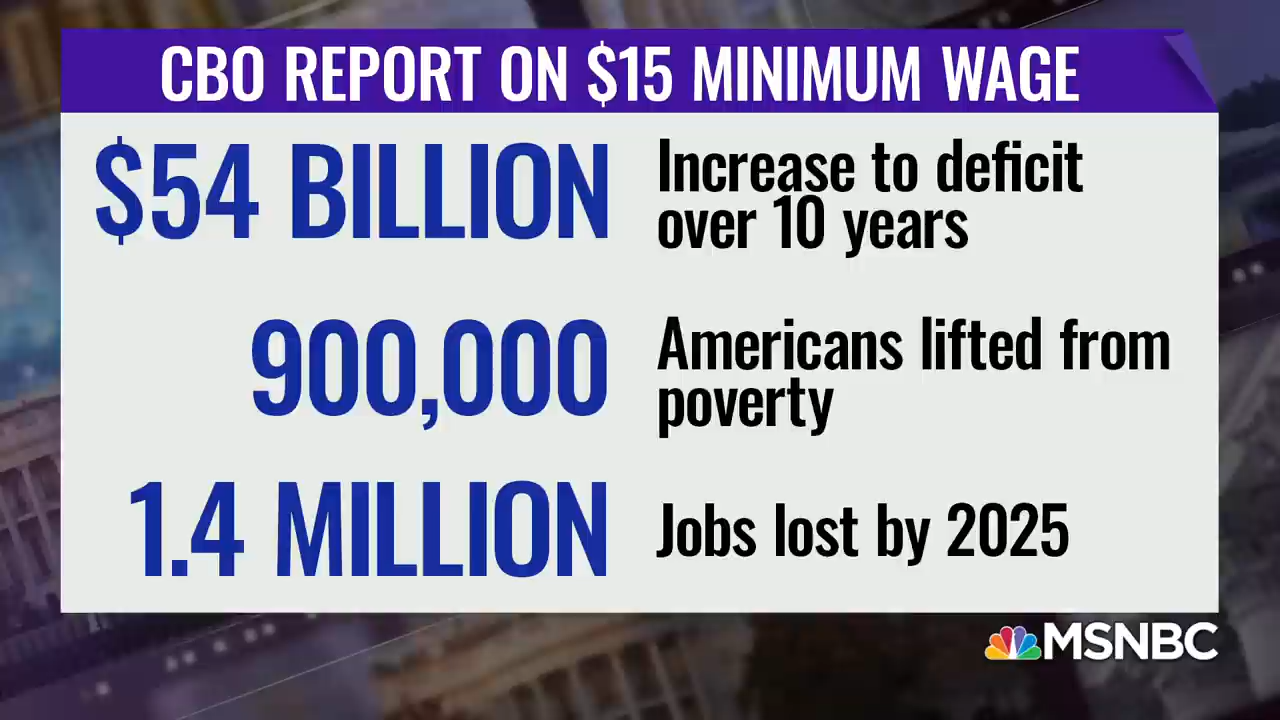 CBO REPORT ON $15 MINIMUM WAGE
$54 BILLION
Increase to deficit
over 10 years
900,000
Americans lifted from
poverty
1.4 MILLION
Jobs lost by 2025
MSNBC